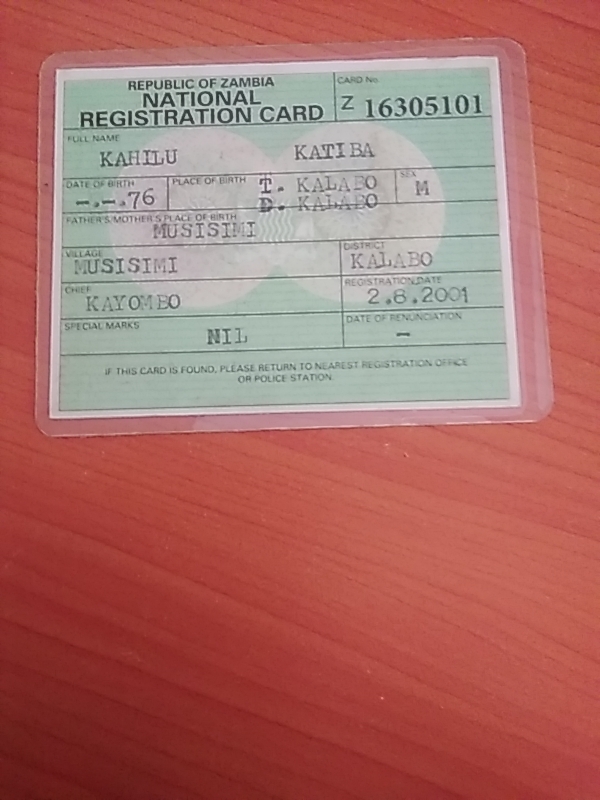 REPUBLIC OF ZAMBIA
NATIONAL
REGISTRATION CARD
CARD No
Z 16305101
FULL NAME
KAHILU KATIBA
DATE OF BIRTH
-.-.76
PLACE OF BIRTH
T. KALABO
D. KALABO
SEX
M
FATHER'S/MOTHER'S PLACE OF BIRTH
MUSISIMI
VILLAGE
MUSISIMI
DISTRICT
KALABO
CHIEF
KAYOMBO
REGISTRATION DATE
2.8.2001
SPECIAL MARKS
NIL
DATE OF RENUNCIATION
-
IF THIS CARD IS FOUND, PLEASE RETURN TO NEAREST REGISTRATION OFFICE
OR POLICE STATION.